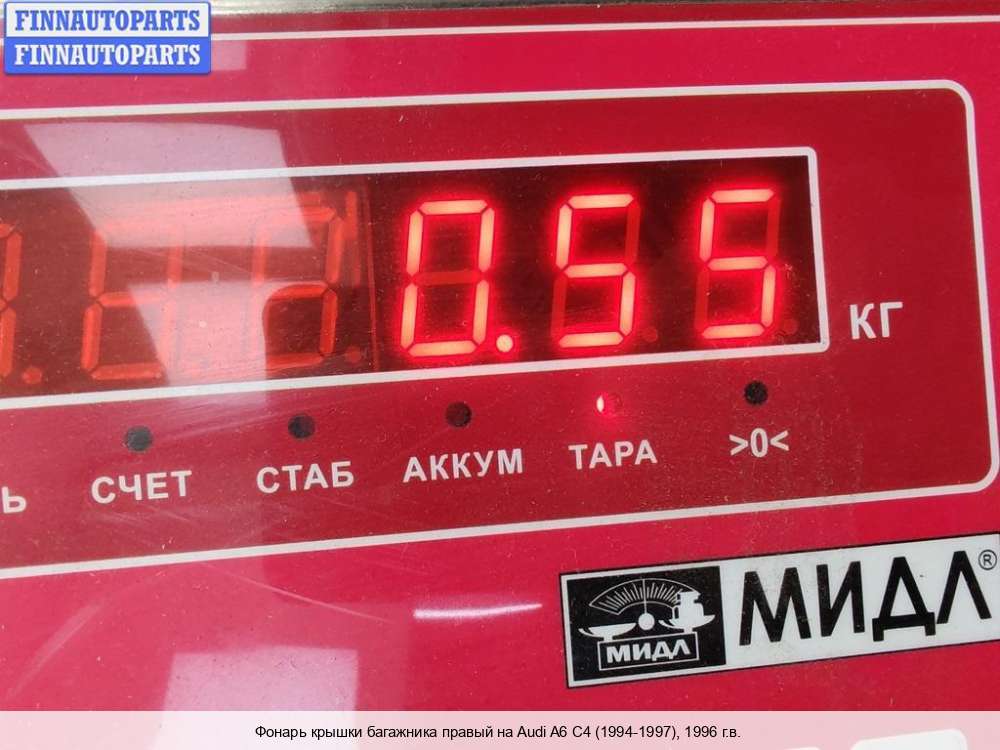 FINNAUTOPARTS
FINNAUTOPARTS
0.55
КГ
Ь СЧЕТ СТАБ АККУМ ТАРА >0<
МИДЛ
МИДЛ®
Фонарь крышки багажника правый на Audi A6 C4 (1994-1997), 1996 г.в.